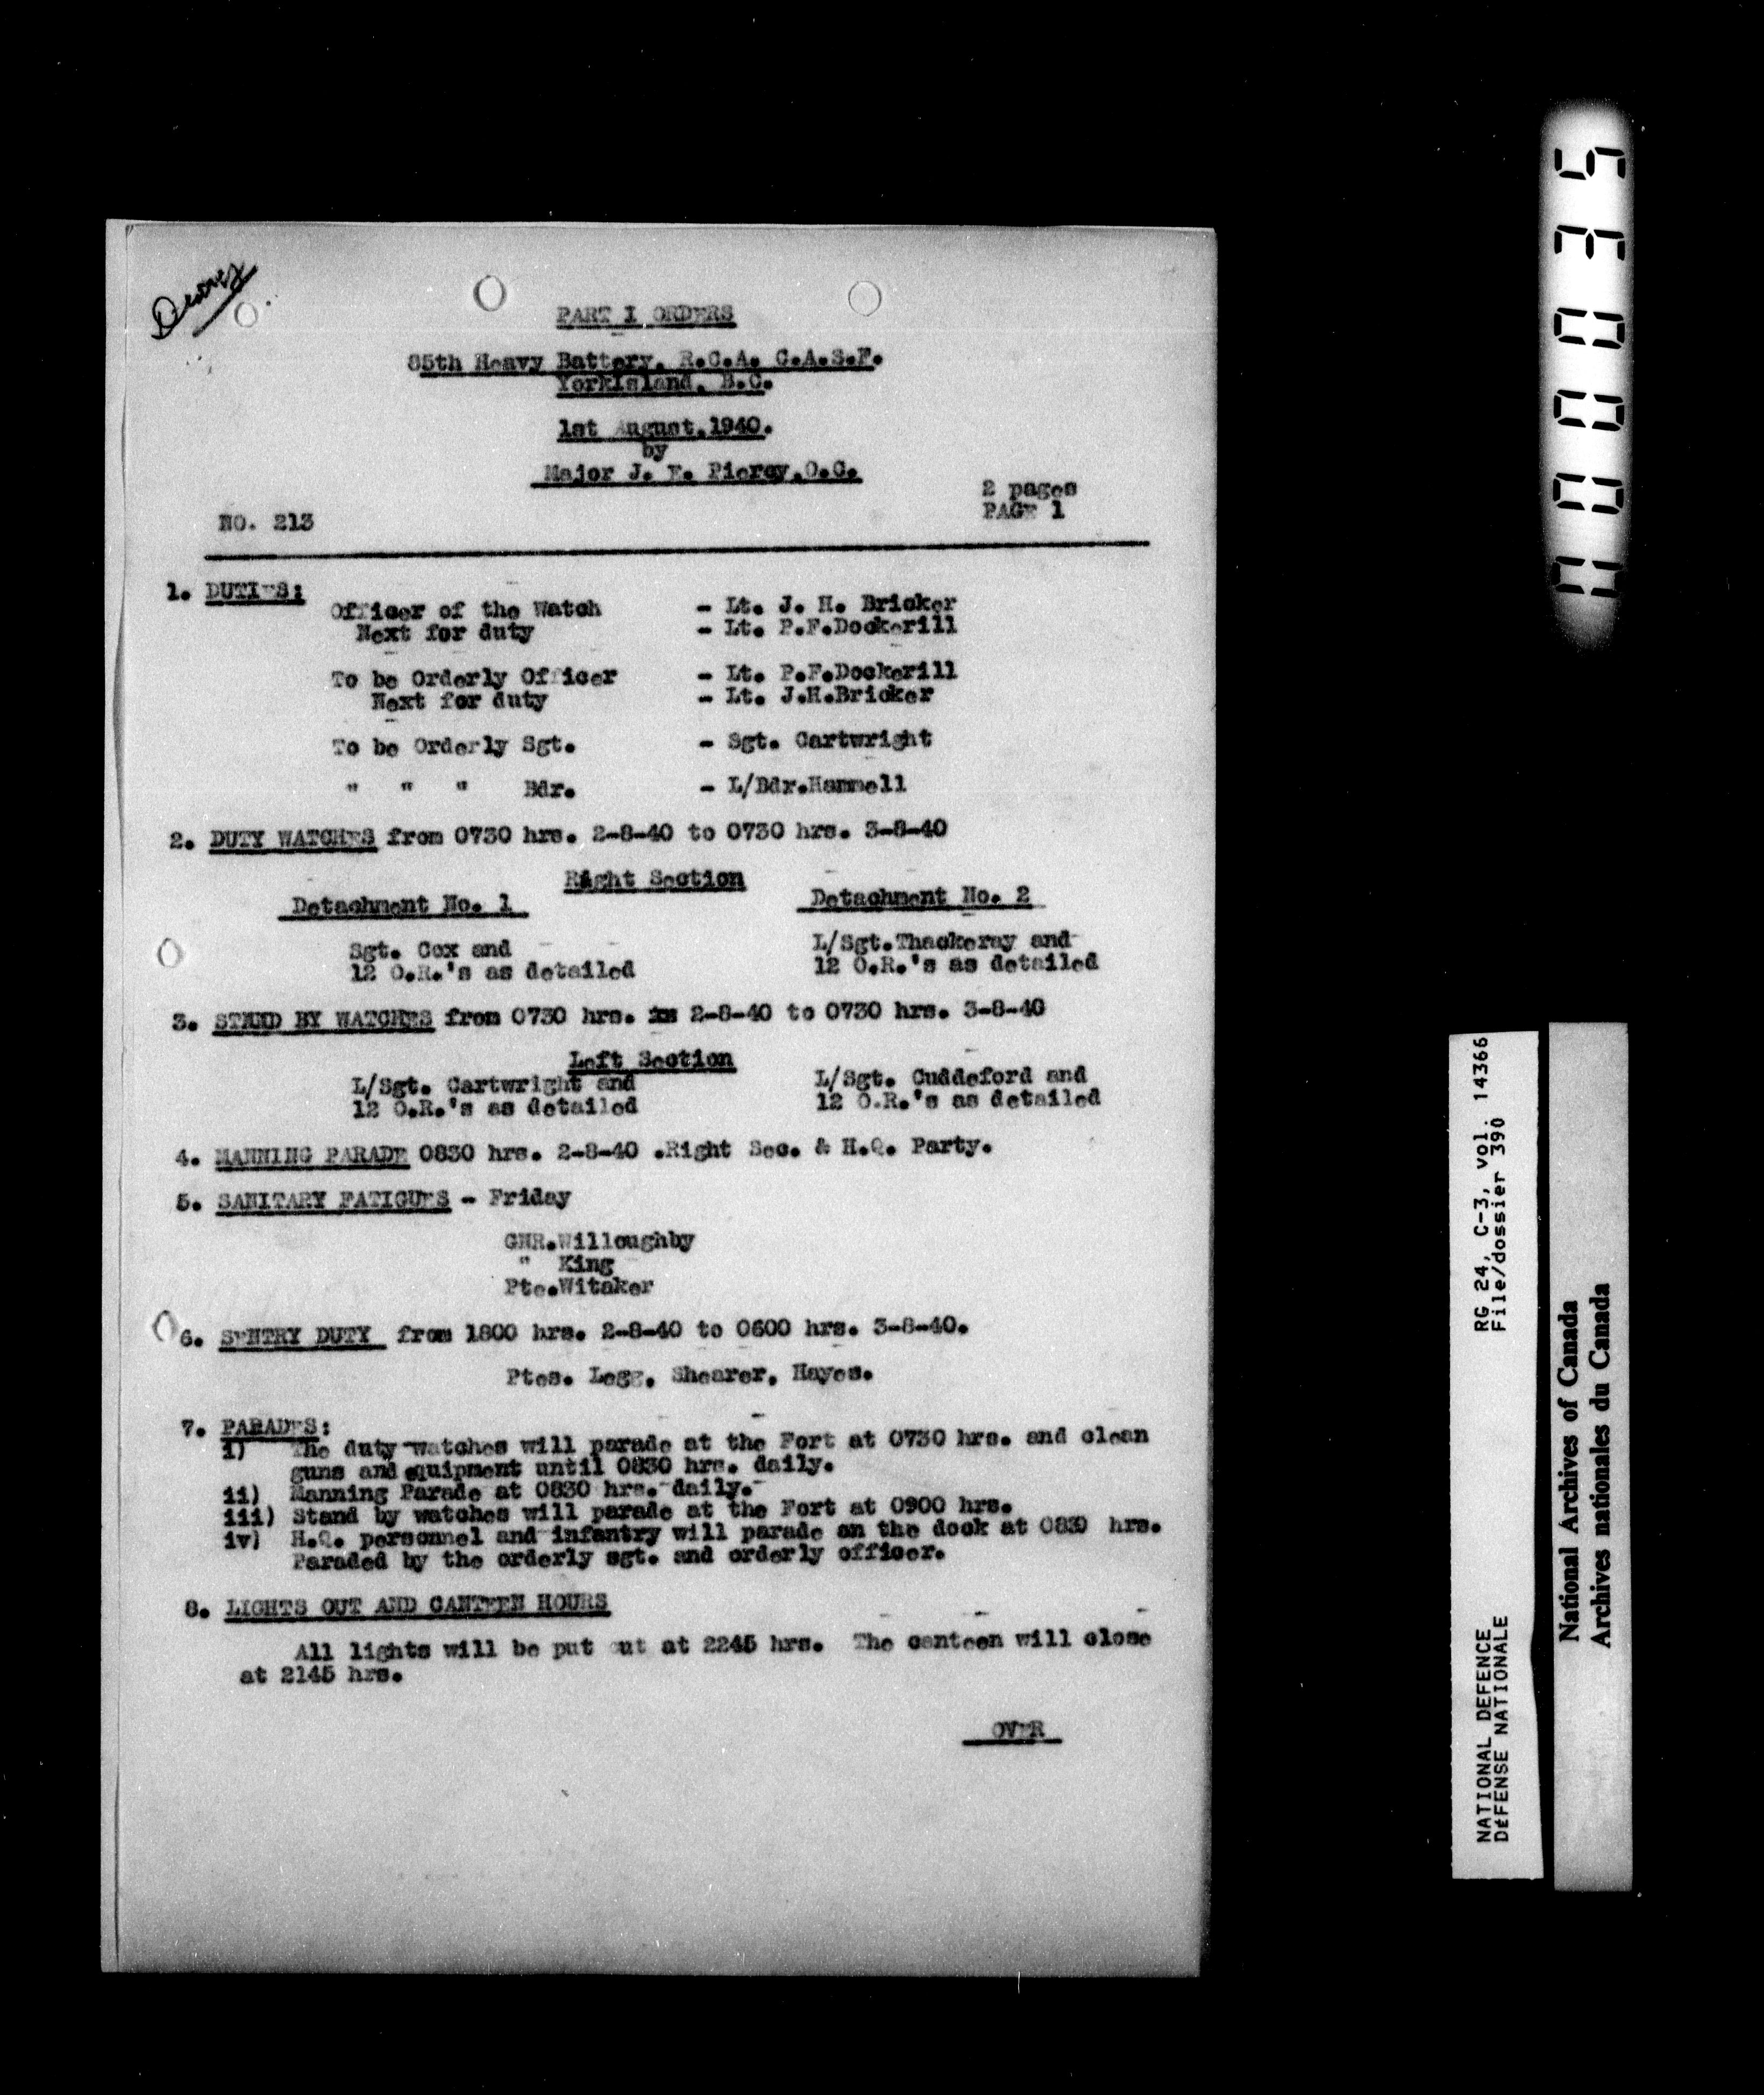 PART I ORDERS
85th Heavy Battery, R.C.A. C.A.S.F.
YorkIsland, B.C.
1st August,1940.
by
Major J. E. Piercy,O.C.
2 pages
NO. 213
PAGE 1
1. DUTIES:
Officer of the Watch - Lt. J. H. Bricker
Next for duty - Lt. P.F.Dockerill
To be Orderly Officer - Lt. P.F.Dockerill
Next for duty - Lt. J.H.Bricker
To be Orderly Sgt. - Sgt. Cartwright
" " " Bdr. - L/Bdr.Hammell
2. DUTY WATCHES from 0730 hrs. 2-8-40 to 0730 hrs. 3-8-40
Right Section
Detachment No. 1 Detachment No. 2
Sgt. Cox and L/Sgt.Thackeray and
12 O.R.'s as detailed 12 O.R.'s as detailed
3. STAND BY WATCHES from 0730 hrs. 2-8-40 to 0730 hrs. 3-8-40
Left Section
L/Sgt. Cartwright and L/Sgt. Cuddeford and
12 O.R.'s as detailed 12 O.R.'s as detailed
4. MANNING PARADE 0830 hrs. 2-8-40 .Right Sec. & H.Q. Party.
5. SANITARY FATIGUES - Friday
GNR.Willoughby
" King
Pte.Witaker
6. SENTRY DUTY from 1800 hrs. 2-8-40 to 0600 hrs. 3-8-40.
Ptes. Legg, Shearer, Hayes.
7. PARADES:
i) The duty watches will parade at the Fort at 0730 hrs. and clean
guns and equipment until 0830 hrs. daily.
ii) Manning Parade at 0830 hrs. daily.
iii) Stand by watches will parade at the Fort at 0900 hrs.
iv) H.Q. personnel and infantry will parade on the dock at 0830 hrs.
Paraded by the orderly sgt. and orderly officer.
8. LIGHTS OUT AND CANTEEN HOURS
All lights will be put out at 2245 hrs. The canteen will close
at 2145 hrs.
OVER
000035
RG 24, C-3, vol. 14366
File/dossier 390
NATIONAL DEFENCE
DÉFENSE NATIONALE
National Archives of Canada
Archives nationales du Canada